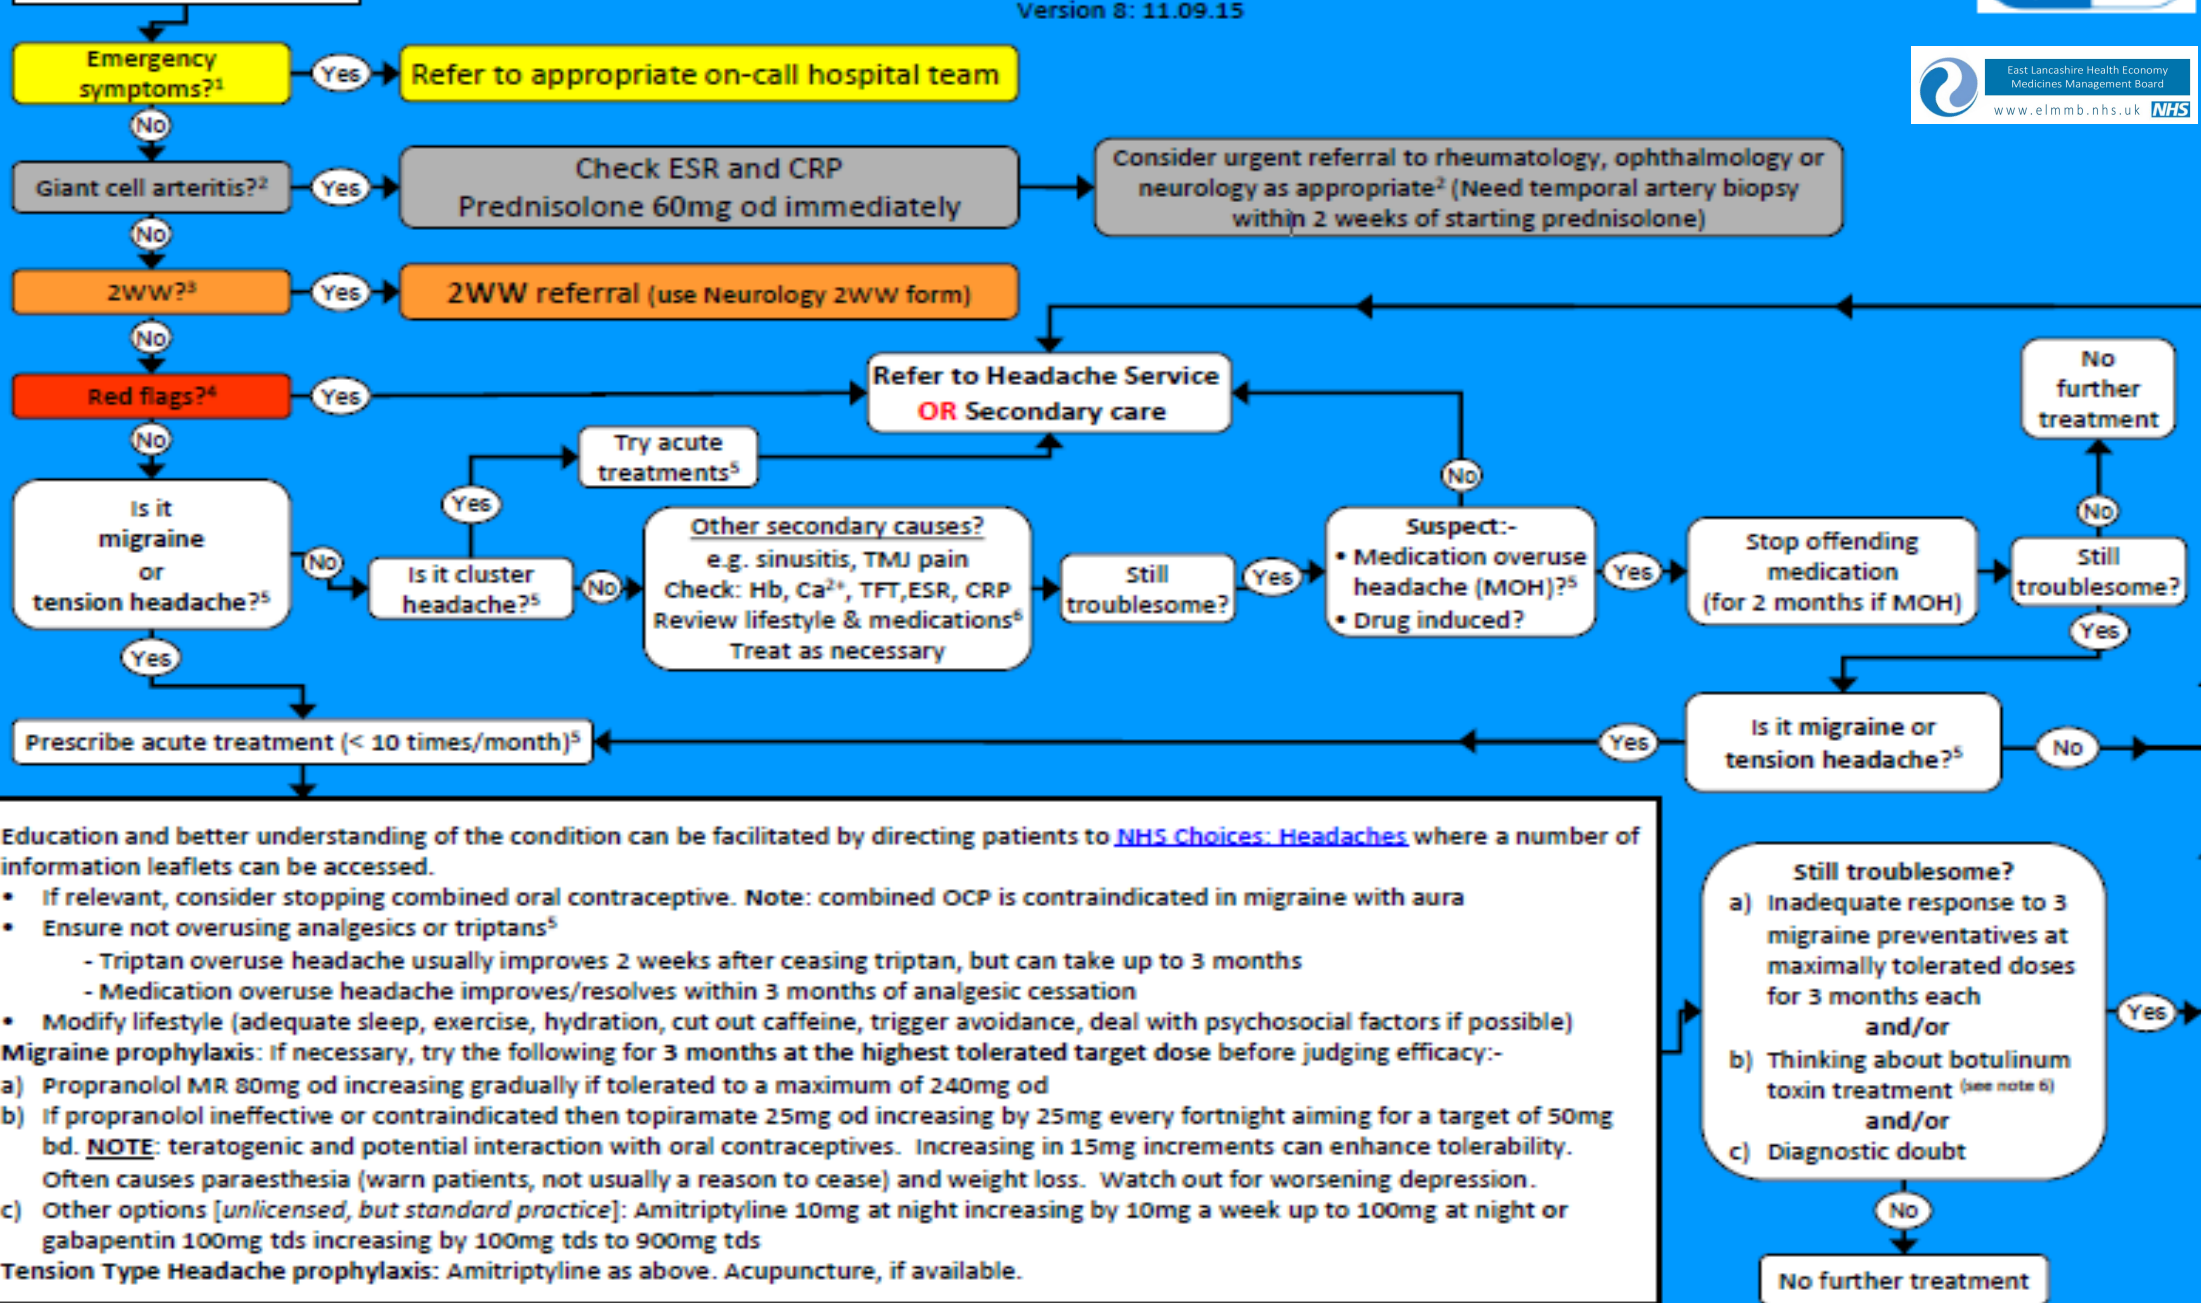 Version 8: 11.09.15
East Lancashire Health Economy
Medicines Management Board
www.elmmb.nhs.uk NHS
Emergency
symptoms?¹
Yes
Refer to appropriate on-call hospital team
No
Giant cell arteritis?²
Yes
Check ESR and CRP
Prednisolone 60mg od immediately
Consider urgent referral to rheumatology, ophthalmology or
neurology as appropriate² (Need temporal artery biopsy
within 2 weeks of starting prednisolone)
No
2WW?³
Yes
2WW referral (use Neurology 2WW form)
No
Red flags?⁴
Yes
Refer to Headache Service
OR Secondary care
No
further
treatment
No
Try acute
treatments⁵
Yes
No
No
Is it
migraine
or
tension headache?⁵
No
Is it cluster
headache?⁵
No
Other secondary causes?
e.g. sinusitis, TMJ pain
Check: Hb, Ca²⁺, TFT,ESR, CRP
Review lifestyle & medications⁶
Treat as necessary
Still
troublesome?
Yes
Suspect:-
• Medication overuse
headache (MOH)?⁵
• Drug induced?
Yes
Stop offending
medication
(for 2 months if MOH)
Still
troublesome?
Yes
Yes
Prescribe acute treatment (< 10 times/month)⁵
Yes
Is it migraine or
tension headache?⁵
No
Education and better understanding of the condition can be facilitated by directing patients to NHS Choices: Headaches where a number of
information leaflets can be accessed.
• If relevant, consider stopping combined oral contraceptive. Note: combined OCP is contraindicated in migraine with aura
• Ensure not overusing analgesics or triptans⁵
- Triptan overuse headache usually improves 2 weeks after ceasing triptan, but can take up to 3 months
- Medication overuse headache improves/resolves within 3 months of analgesic cessation
• Modify lifestyle (adequate sleep, exercise, hydration, cut out caffeine, trigger avoidance, deal with psychosocial factors if possible)
Migraine prophylaxis: If necessary, try the following for 3 months at the highest tolerated target dose before judging efficacy:-
a) Propranolol MR 80mg od increasing gradually if tolerated to a maximum of 240mg od
b) If propranolol ineffective or contraindicated then topiramate 25mg od increasing by 25mg every fortnight aiming for a target of 50mg
bd. NOTE: teratogenic and potential interaction with oral contraceptives. Increasing in 15mg increments can enhance tolerability.
Often causes paraesthesia (warn patients, not usually a reason to cease) and weight loss. Watch out for worsening depression.
c) Other options [unlicensed, but standard practice]: Amitriptyline 10mg at night increasing by 10mg a week up to 100mg at night or
gabapentin 100mg tds increasing by 100mg tds to 900mg tds
Tension Type Headache prophylaxis: Amitriptyline as above. Acupuncture, if available.
Still troublesome?
a) Inadequate response to 3
migraine preventatives at
maximally tolerated doses
for 3 months each
and/or
b) Thinking about botulinum
toxin treatment (see note 6)
and/or
c) Diagnostic doubt
Yes
No
No further treatment